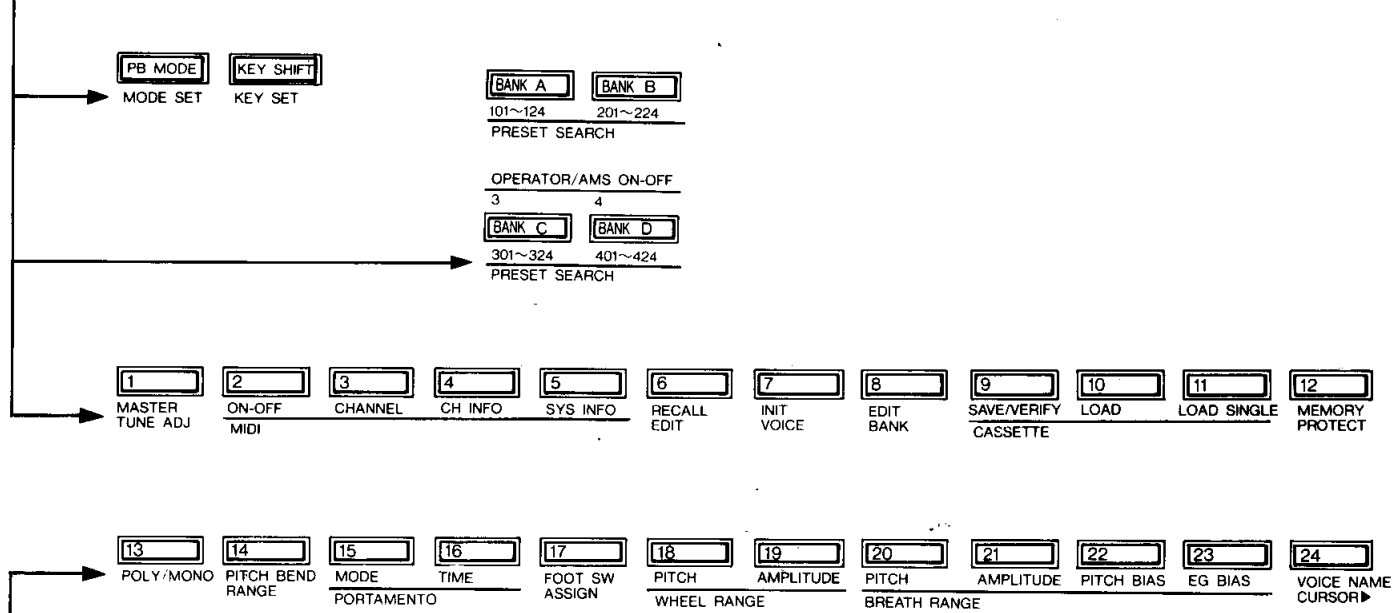 PB MODE KEY SHIFT
MODE SET KEY SET
BANK A BANK B
101~124 201~224
PRESET SEARCH
OPERATOR/AMS ON-OFF
3 4
BANK C BANK D
301~324 401~424
PRESET SEARCH
1 2 3 4 5 6 7 8 9 10 11 12
MASTER TUNE ADJ
ON-OFF CHANNEL CH INFO SYS INFO
MIDI
RECALL EDIT
INIT VOICE
EDIT BANK
SAVE/VERIFY LOAD LOAD SINGLE
CASSETTE
MEMORY PROTECT
13 14 15 16 17 18 19 20 21 22 23 24
POLY/MONO
PITCH BEND RANGE
MODE TIME
PORTAMENTO
FOOT SW ASSIGN
PITCH AMPLITUDE
WHEEL RANGE
PITCH AMPLITUDE PITCH BIAS EG BIAS
BREATH RANGE
VOICE NAME CURSOR▶